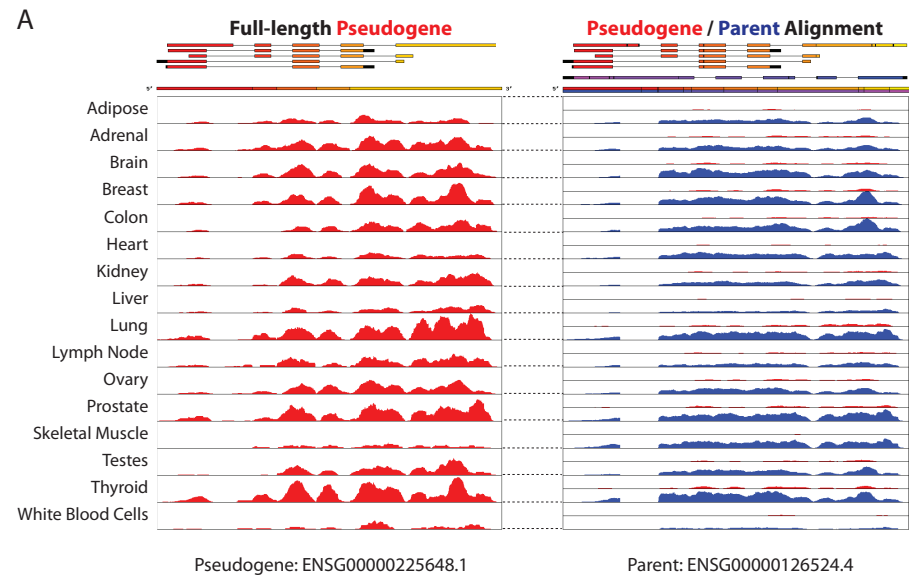 A
Full-length Pseudogene
Pseudogene / Parent Alignment
5'
3'
5'
Adipose
Adrenal
Brain
Breast
Colon
Heart
Kidney
Liver
Lung
Lymph Node
Ovary
Prostate
Skeletal Muscle
Testes
Thyroid
White Blood Cells
Pseudogene: ENSG00000225648.1
Parent: ENSG000000126524.4